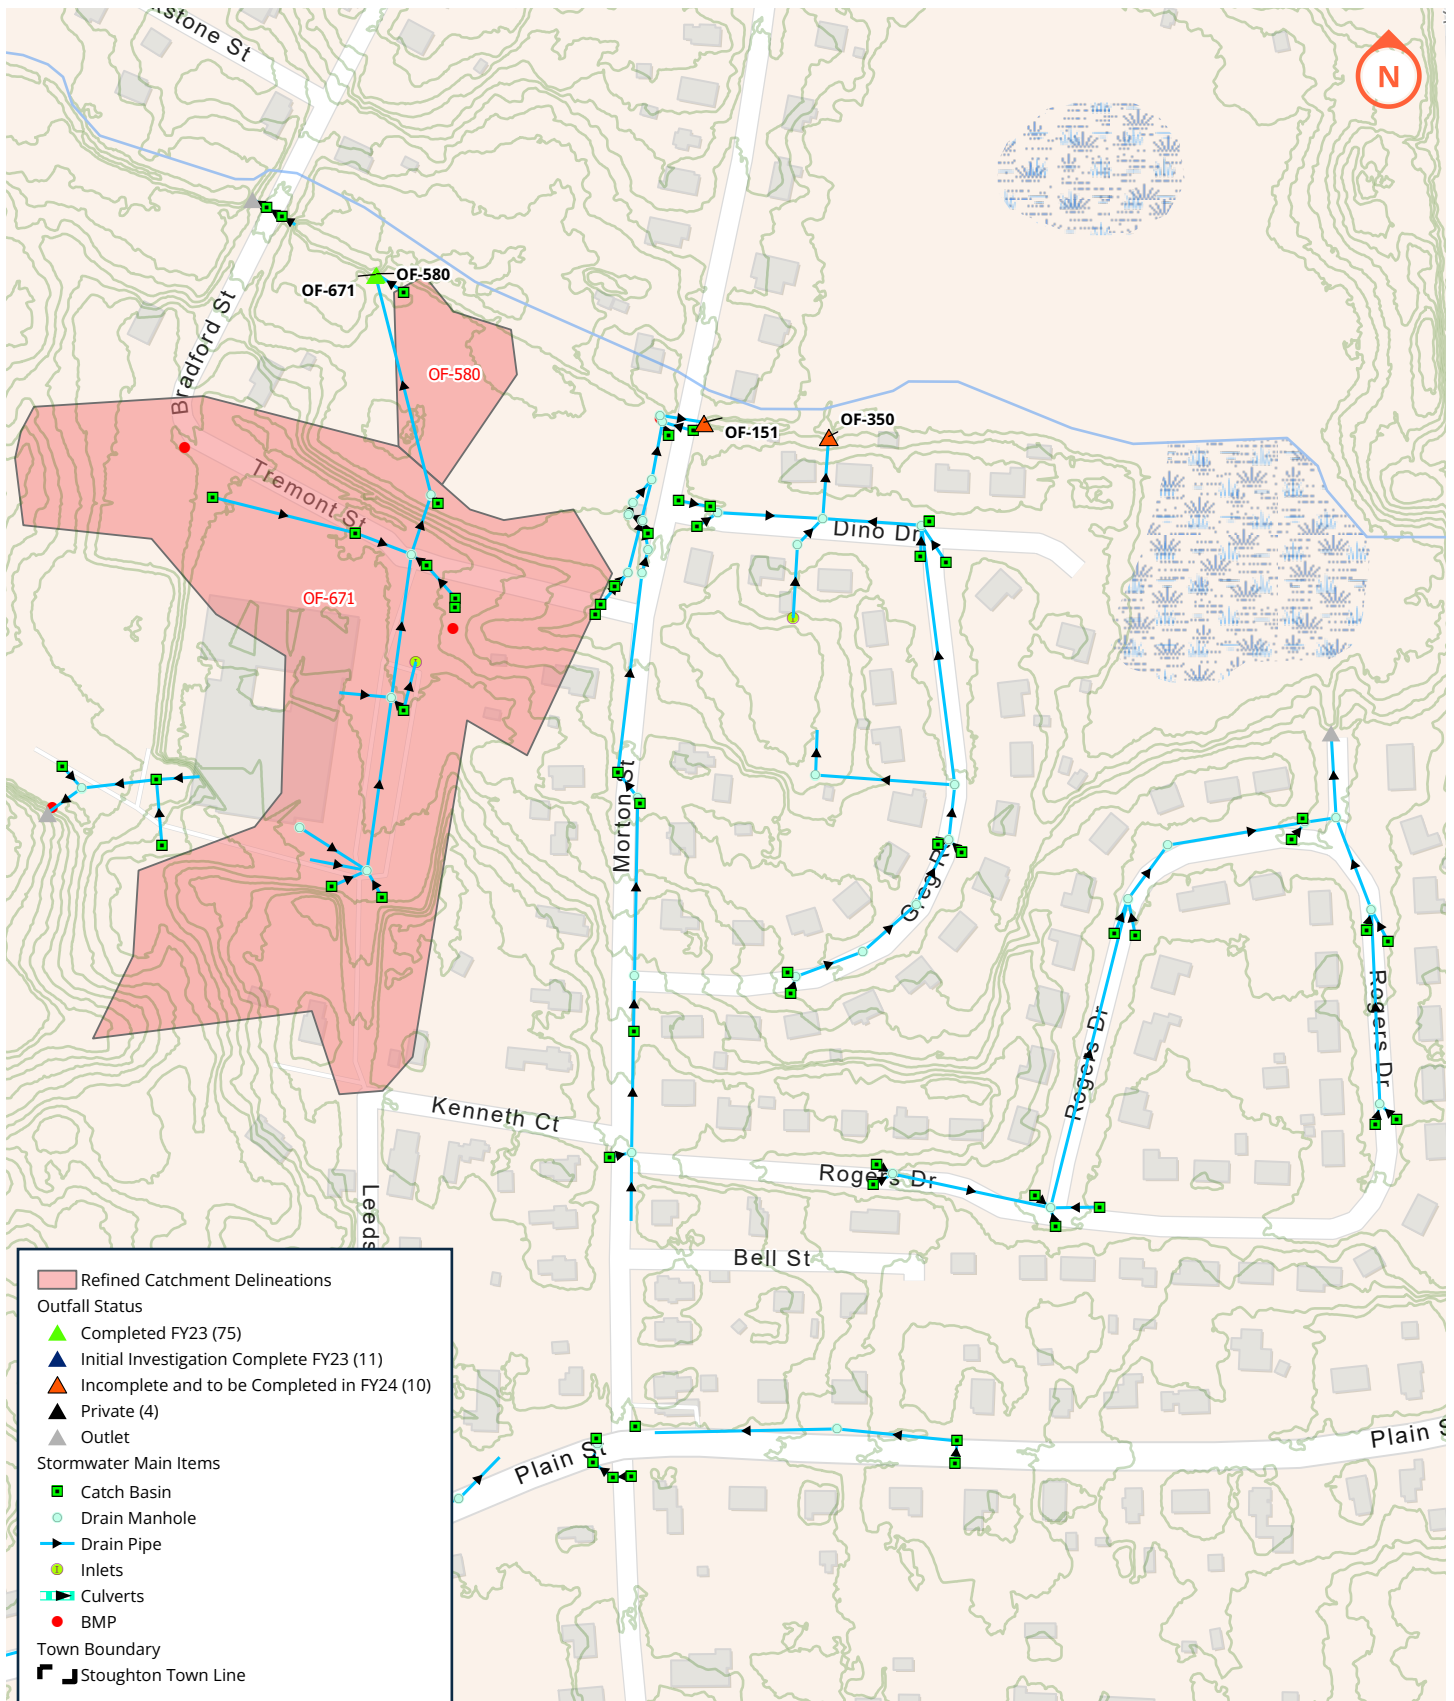 kstone St
N
OF-580
OF-671
Bradford St
OF-580
OF-151
OF-350
Tremont St
Dino Dr
OF-671
Morton St
Greg R
Rogers Dr
Rogers Dr
Kenneth Ct
Rogers Dr
Leeds
Bell St
Plain S
Plain St
Refined Catchment Delineations
Outfall Status
Completed FY23 (75)
Initial Investigation Complete FY23 (11)
Incomplete and to be Completed in FY24 (10)
Private (4)
Outlet
Stormwater Main Items
Catch Basin
Drain Manhole
Drain Pipe
Inlets
Culverts
BMP
Town Boundary
Stoughton Town Line